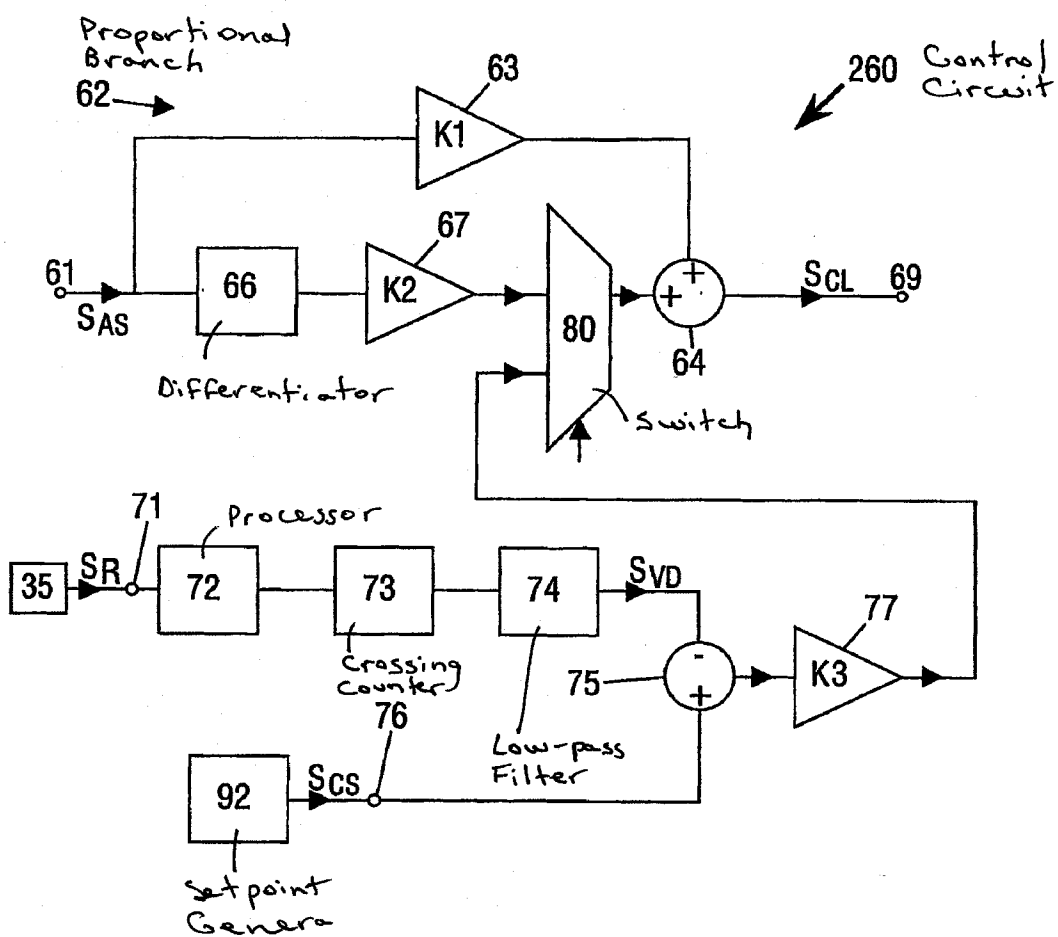 Proportional
Branch
62
63
260
Control
Circuit
K1
67
61
SAS
66
K2
80
+
+
SCL
69
64
Differenticator
Switch
71
Processor
35
SR
72
73
74
SVD
77
-
75
+
K3
Crossing
Counter
76
Low-pass
Filter
92
SCS
Setpoint
Genera